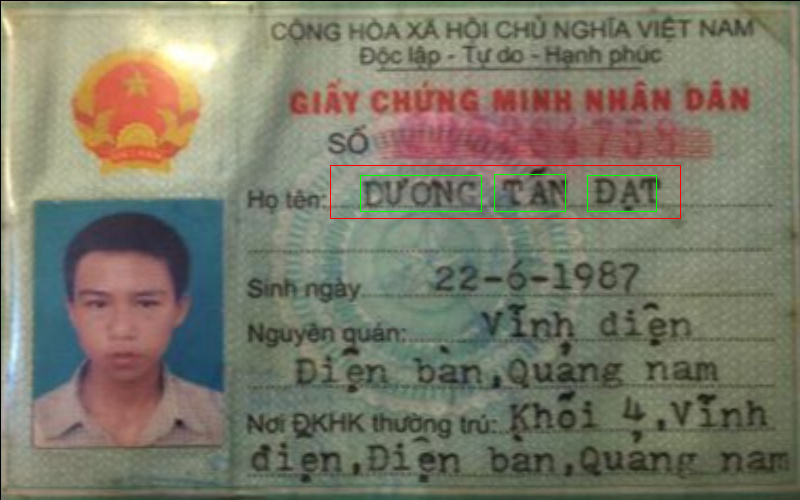 CỘNG HÒA XÃ HỘI CHỦ NGHĨA VIỆT NAM
Độc lập - Tự do - Hạnh phúc
GIẤY CHỨNG MINH NHÂN DÂN
SỐ
Họ tên: DƯƠNG TẤN ĐẠT
Sinh ngày 22-6-1987
Nguyên quán: Vĩnh điện
Điện bàn, Quảng nam
Nơi ĐKHK thường trú: Khối 4, Vĩnh
điện, Điện bàn, Quảng nam